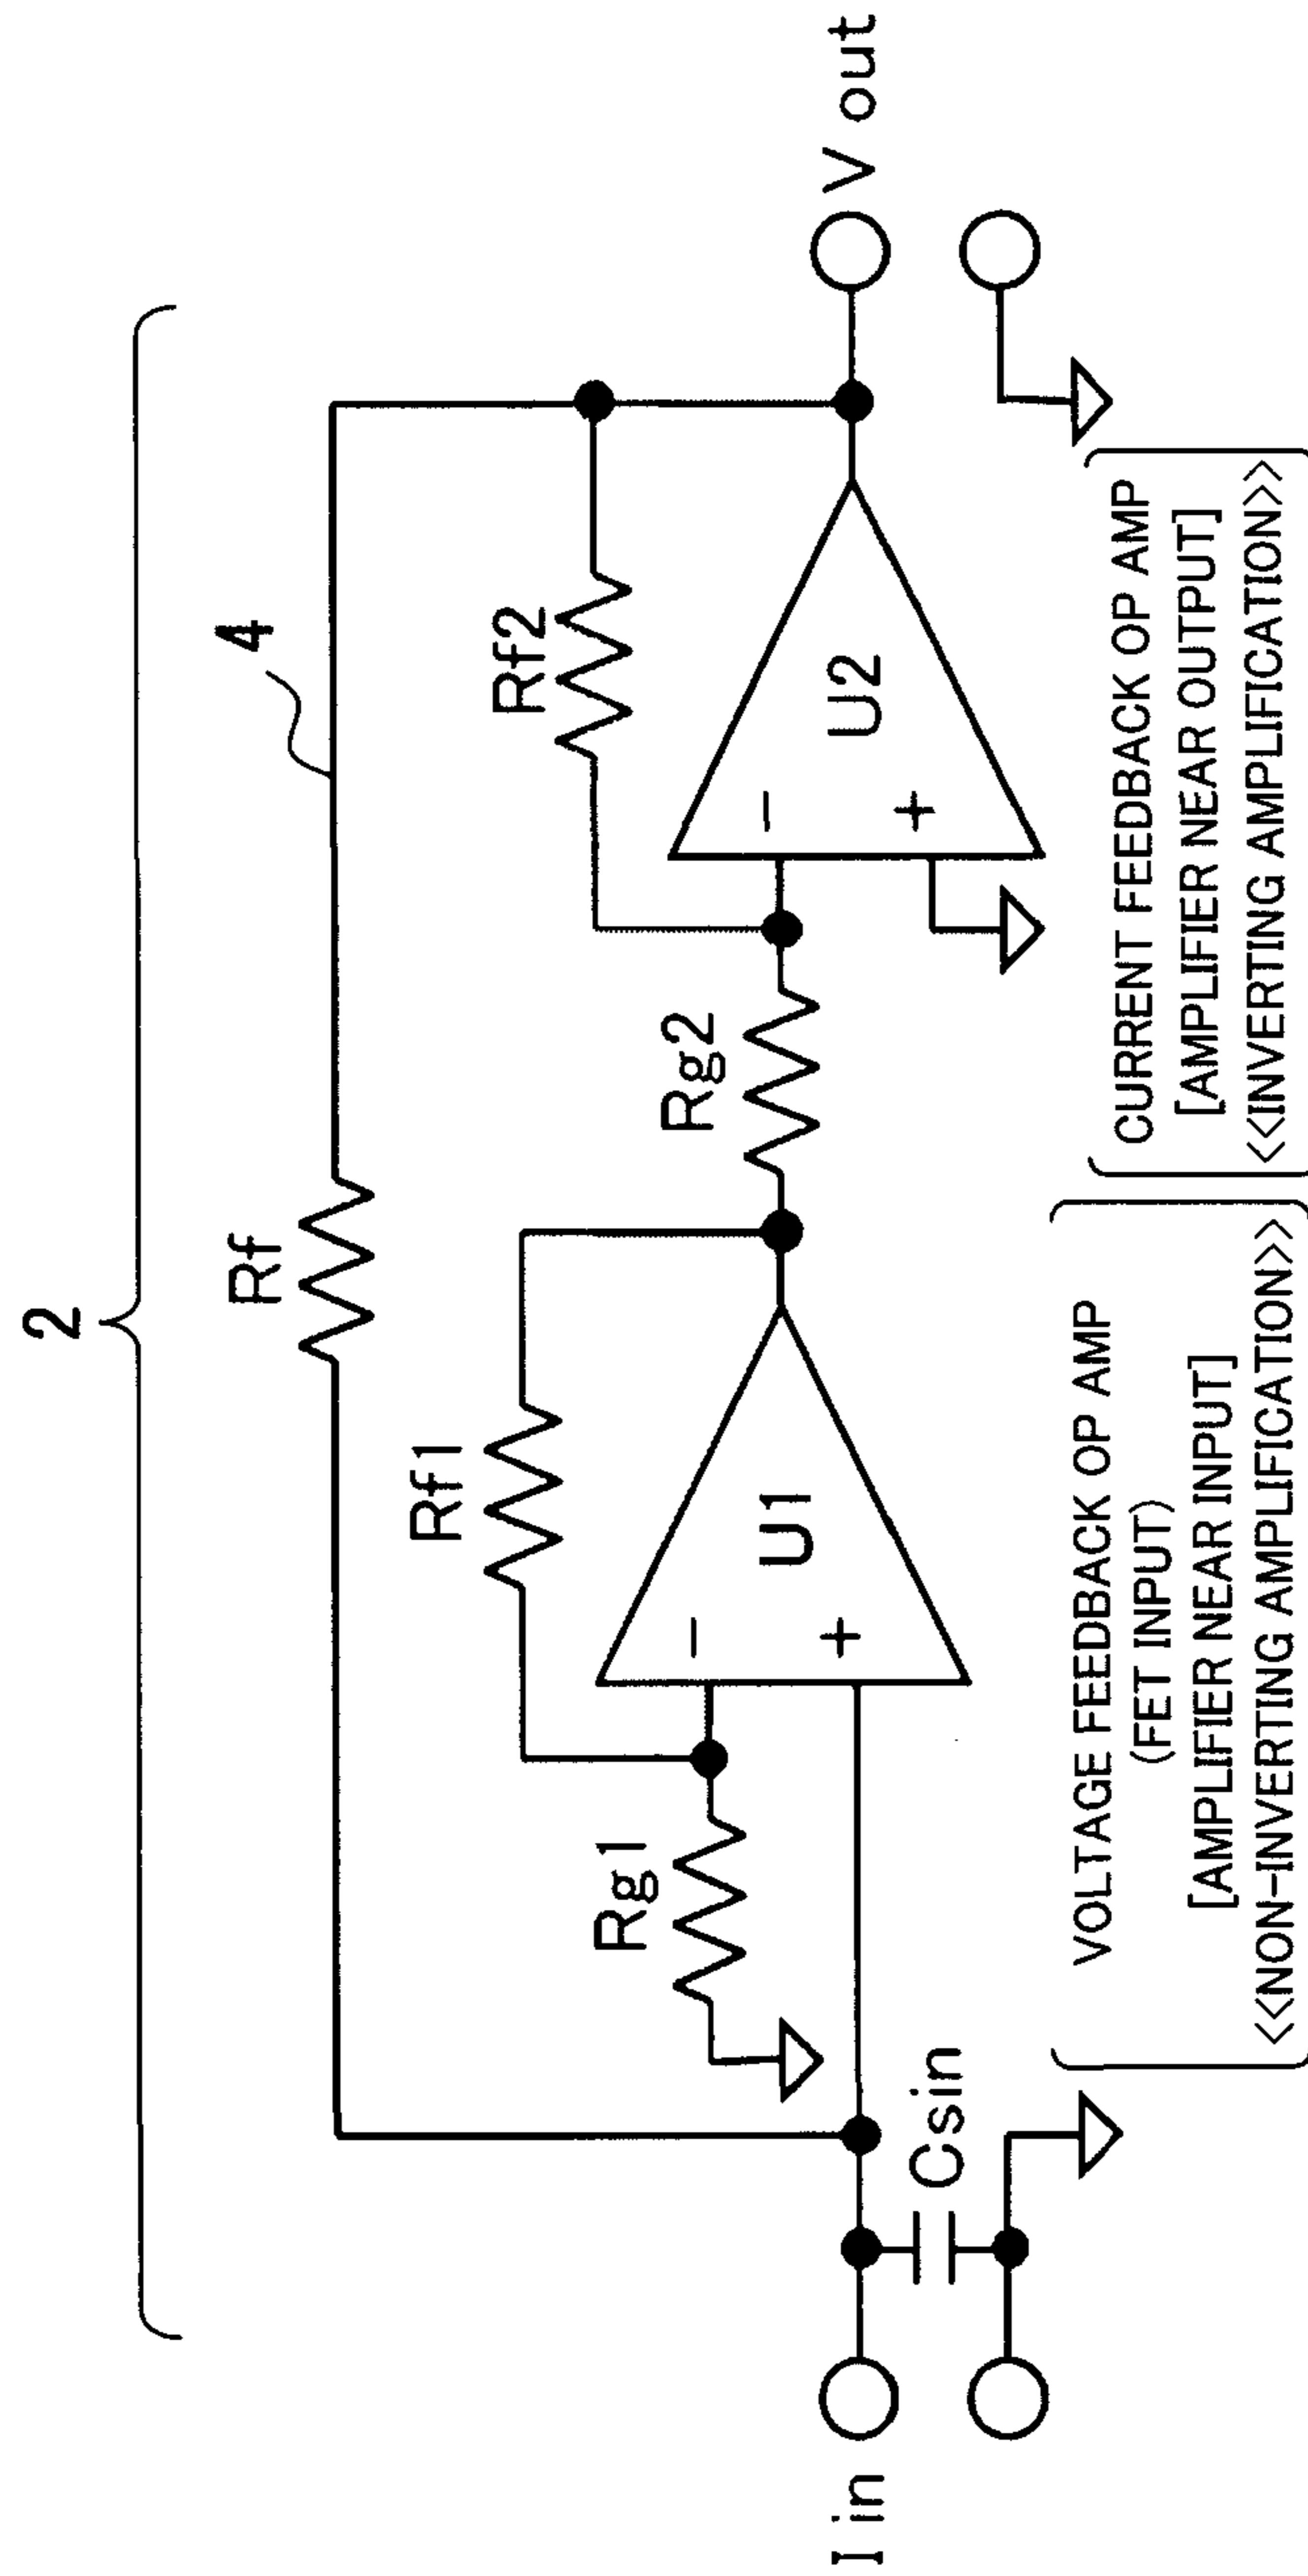 2
4
Rf
Rf1
Rf2
Rg1
Rg2
U1
U2
−
+
−
+
I in
Csin
V out
VOLTAGE FEEDBACK OP AMP
(FET INPUT)
[AMPLIFIER NEAR INPUT]
<<NON-INVERTING AMPLIFICATION>>
CURRENT FEEDBACK OP AMP
[AMPLIFIER NEAR OUTPUT]
<<INVERTING AMPLIFICATION>>